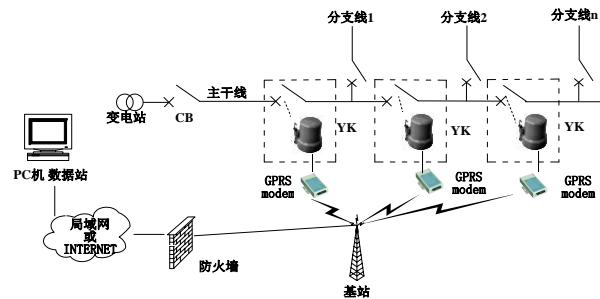 分支线1
分支线2
分支线n
主干线
变电站
CB
YK
YK
YK
PC机 数据站
GPRS
modem
GPRS
modem
GPRS
modem
局域网
或
INTERNET
防火墙
基站